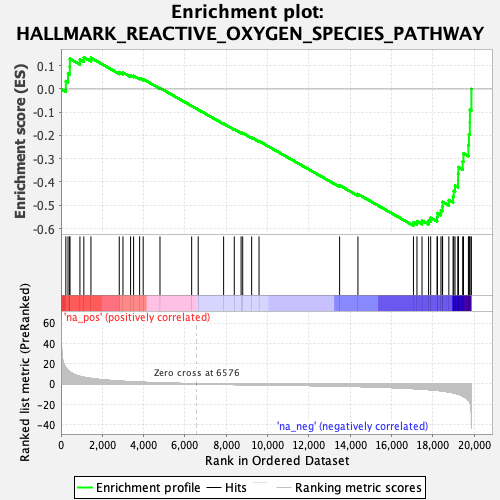 Enrichment plot:
HALLMARK_REACTIVE_OXYGEN_SPECIES_PATHWAY
Enrichment score (ES)
0.1
0.0
-0.1
-0.2
-0.3
-0.4
-0.5
-0.6
'na_pos' (positively correlated)
Ranked list metric (PreRanked)
60
40
20
0
-20
-40
Zero cross at 6576
'na_neg' (negatively correlated)
0 2,000 4,000 6,000 8,000 10,000 12,000 14,000 16,000 18,000 20,000
Rank in Ordered Dataset
Enrichment profile Hits Ranking metric scores